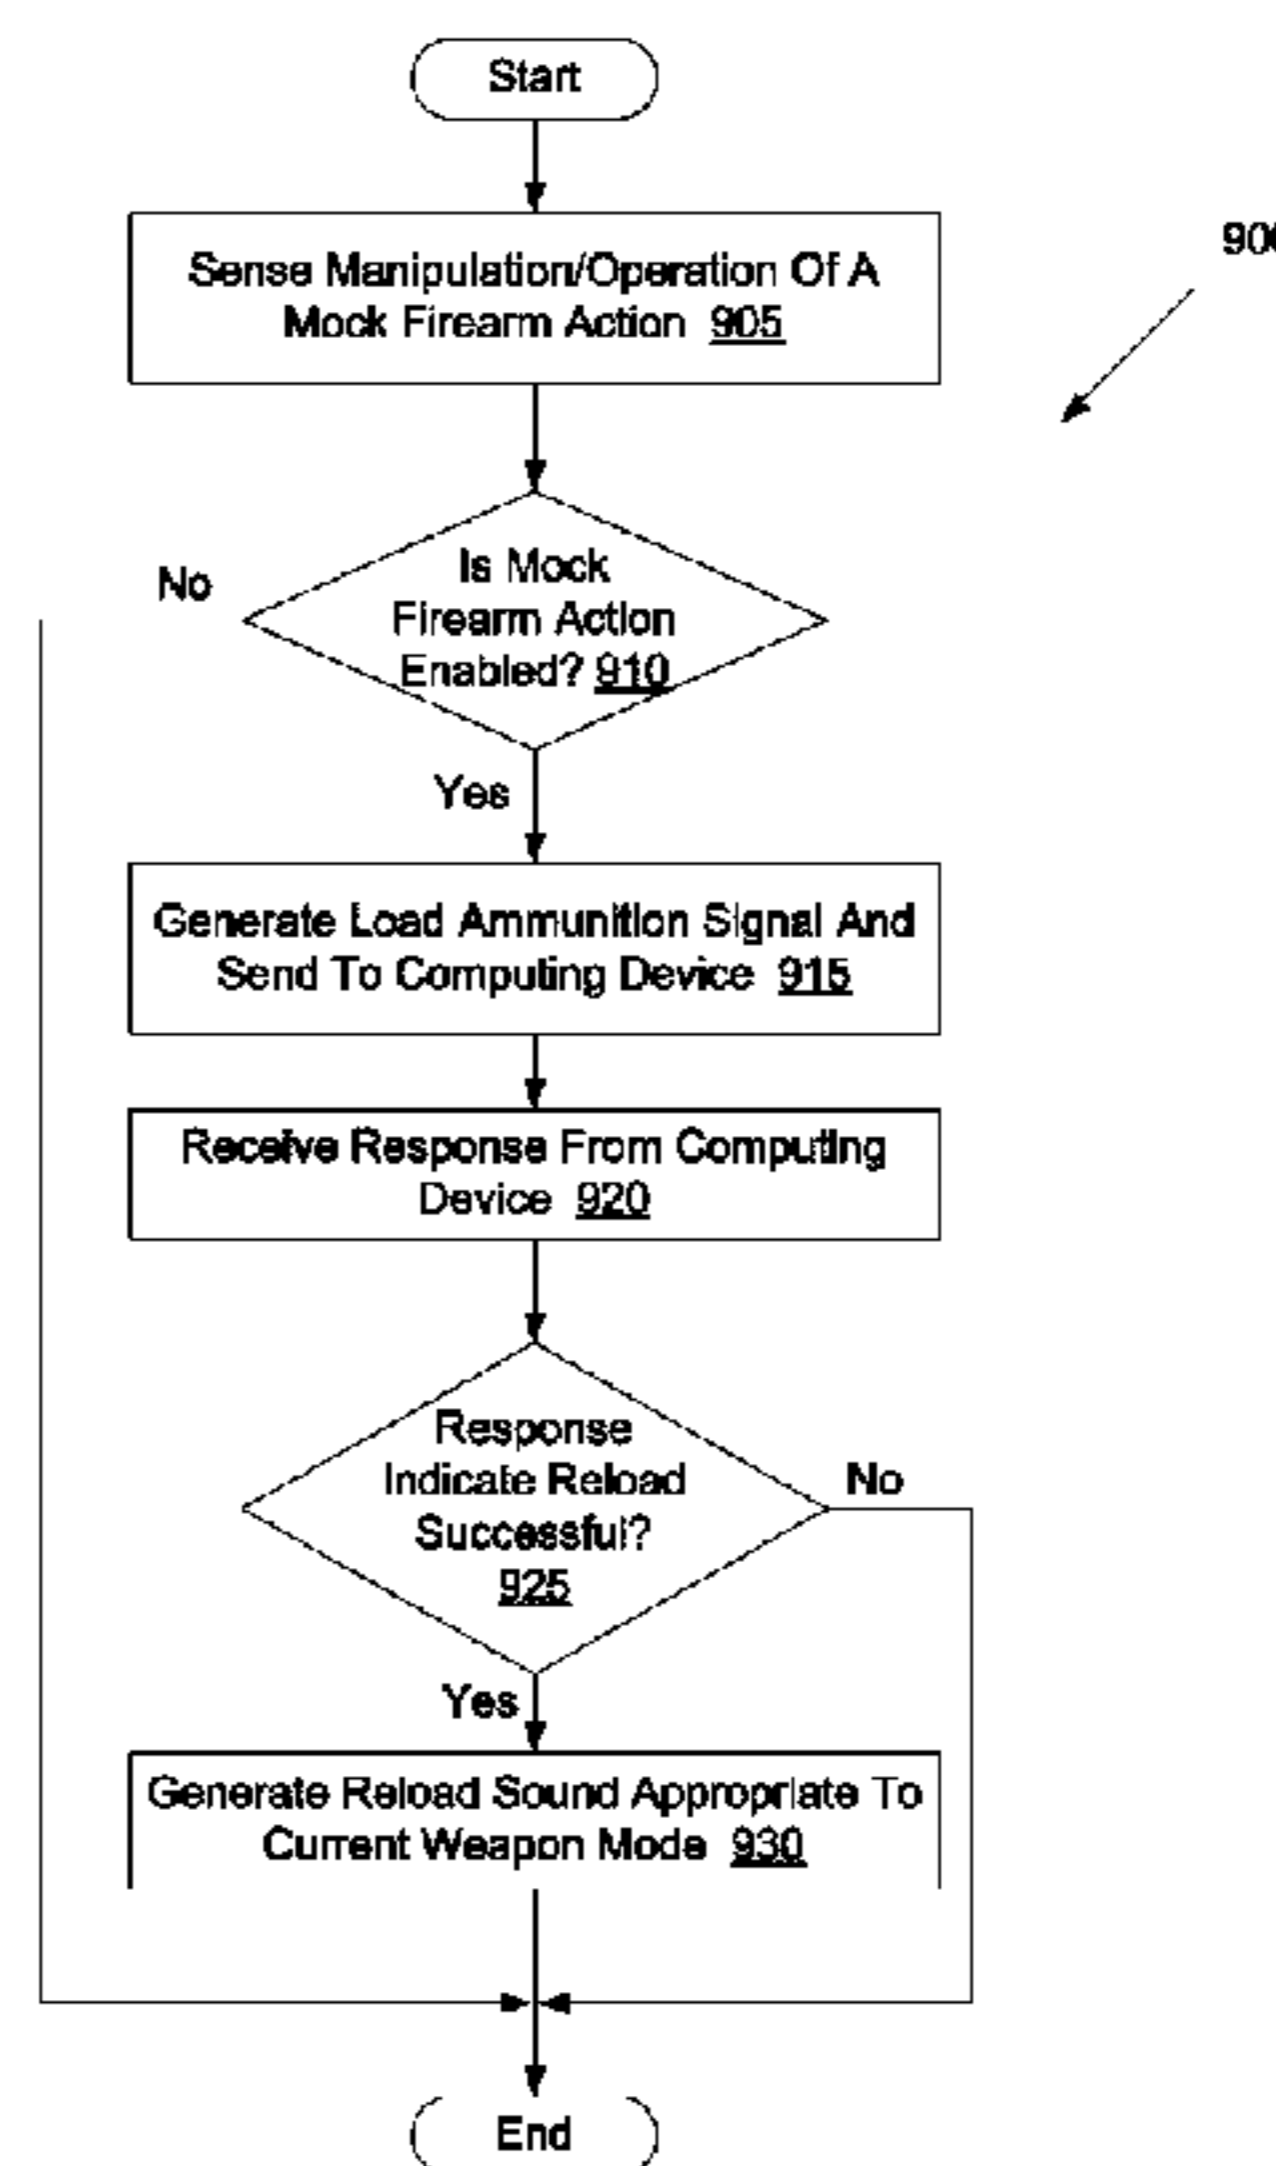 Start
900
Sense Manipulation/Operation Of A
Mock Firearm Action 905
No
Is Mock
Firearm Action
Enabled? 910
Yes
Generate Load Ammunition Signal And
Send To Computing Device 915
Receive Response From Computing
Device 920
Response
Indicate Reload
Successful?
925
No
Yes
Generate Reload Sound Appropriate To
Current Weapon Mode 930
End